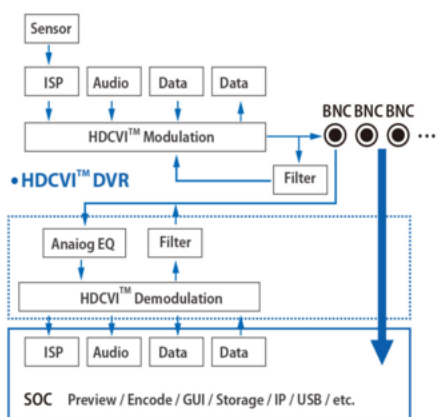 Sensor
ISP Audio Data Data
BNC BNC BNC
HDCVI™ Modulation
...
Filter
•HDCVI™ DVR
Anaiog EQ Filter
HDCVI™ Demodulation
ISP Audio Data Data
SOC Preview / Encode / GUI / Storage / IP / USB / etc.